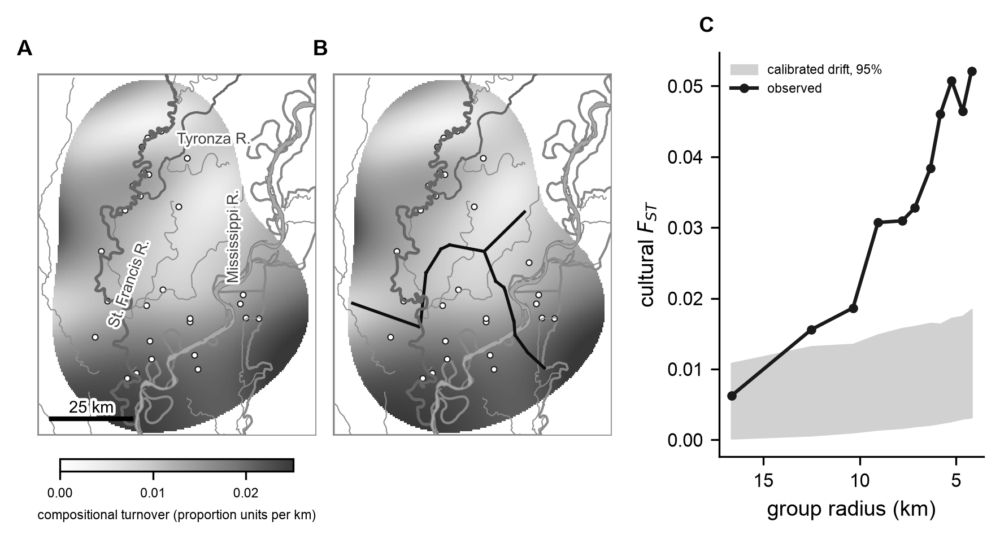 A
B
C
Tyronza R.
Mississippi R.
St. Francis R.
25 km
0.00
0.01
0.02
compositional turnover (proportion units per km)
calibrated drift, 95%
observed
0.05
0.04
0.03
0.02
0.01
0.00
cultural FST
15
10
5
group radius (km)